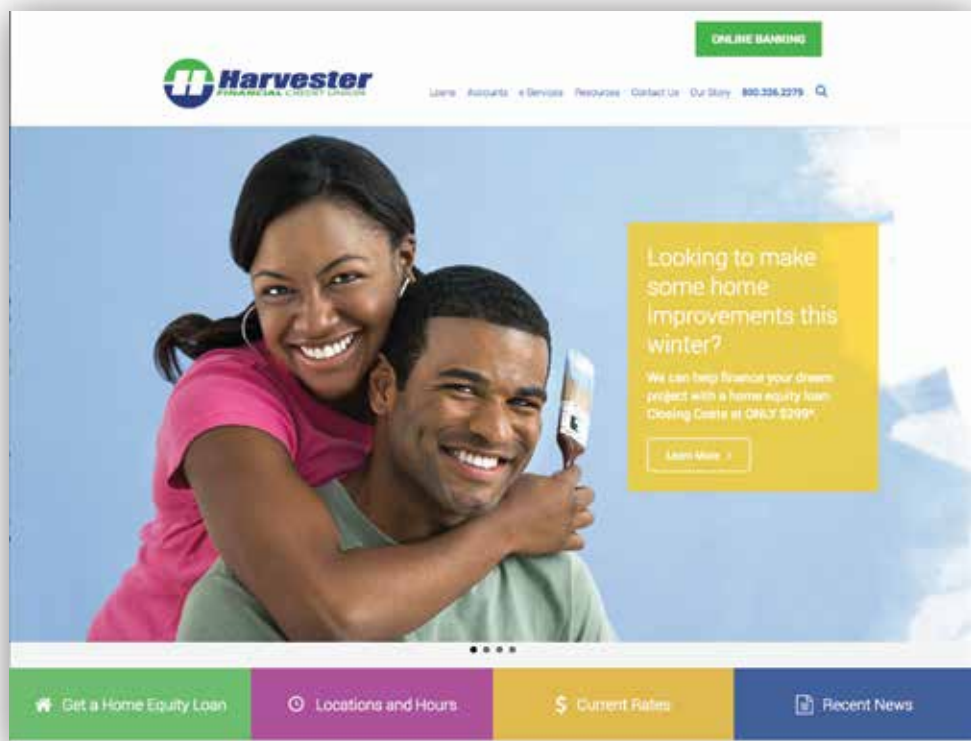 ONLINE BANKING
Harvester
FINANCIAL CREDIT UNION
Loans Accounts e-Services Resources Contact Us Our Story 800.226.2279
Looking to make
some home
improvements this
winter?
We can help finance your dream
project with a home equity loan
Closing Costs at ONLY $299*.
Learn More >
Get a Home Equity Loan
Locations and Hours
$ Current Rates
Recent News